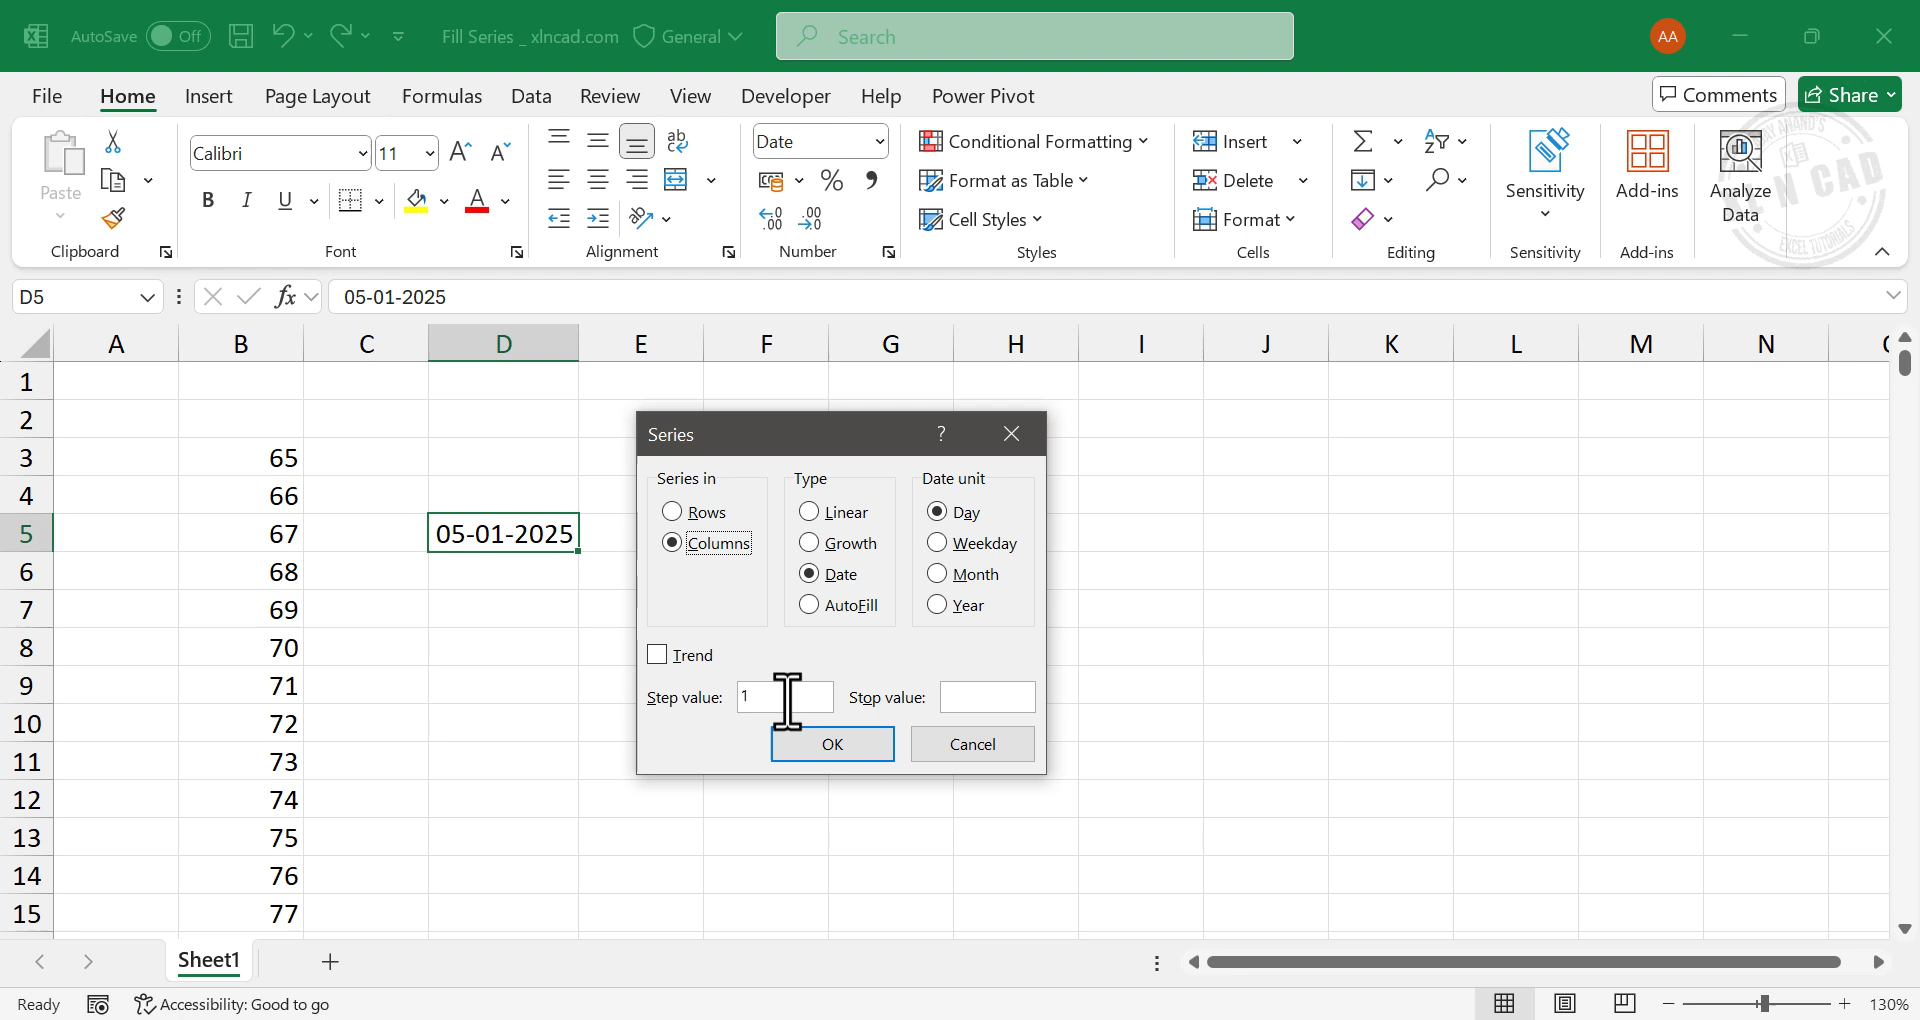 AutoSave Off Fill Series _ xlncad.com General Search AA
File Home Insert Page Layout Formulas Data Review View Developer Help Power Pivot Comments Share
Paste
Clipboard
Calibri 11
B I U A
Font
ab
Alignment
Date
%
Number
Conditional Formatting
Format as Table
Cell Styles
Styles
Insert
Delete
Format
Cells
Editing
Sensitivity
Sensitivity
Add-ins
Add-ins
Analyze
Data
N CAD
EXCEL TUTORIALS
D5 fx 05-01-2025
A B C D E F G H I J K L M N
1
2
3 65
4 66
5 67 05-01-2025
6 68
7 69
8 70
9 71
10 72
11 73
12 74
13 75
14 76
15 77
Series ?
Series in
Rows
Columns
Type
Linear
Growth
Date
AutoFill
Date unit
Day
Weekday
Month
Year
Trend
Step value: 1 Stop value:
OK Cancel
Sheet1
Ready Accessibility: Good to go 130%